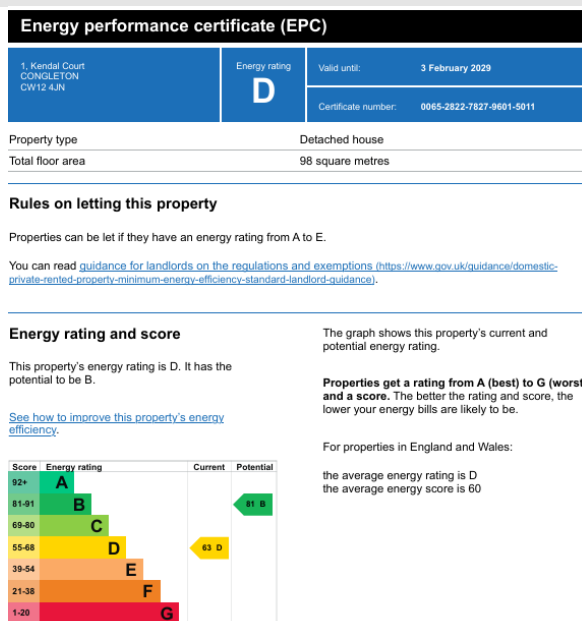 Energy performance certificate (EPC)
1, Kendal Court
CONGLETON
CW12 4JN
Energy rating
D
Valid until: 3 February 2029
Certificate number: 0065-2822-7827-9601-5011
Property type Detached house
Total floor area 98 square metres
Rules on letting this property
Properties can be let if they have an energy rating from A to E.
You can read guidance for landlords on the regulations and exemptions (https://www.gov.uk/guidance/domestic-
private-rented-property-minimum-energy-efficiency-standard-landlord-guidance).
Energy rating and score
This property's energy rating is D. It has the
potential to be B.
See how to improve this property's energy
efficiency.
Score Energy rating Current Potential
92+ A
81-91 B 81 B
69-80 C
55-68 D 63 D
39-54 E
21-38 F
1-20 G
The graph shows this property's current and
potential energy rating.
Properties get a rating from A (best) to G (worst
and a score. The better the rating and score, the
lower your energy bills are likely to be.
For properties in England and Wales:
the average energy rating is D
the average energy score is 60